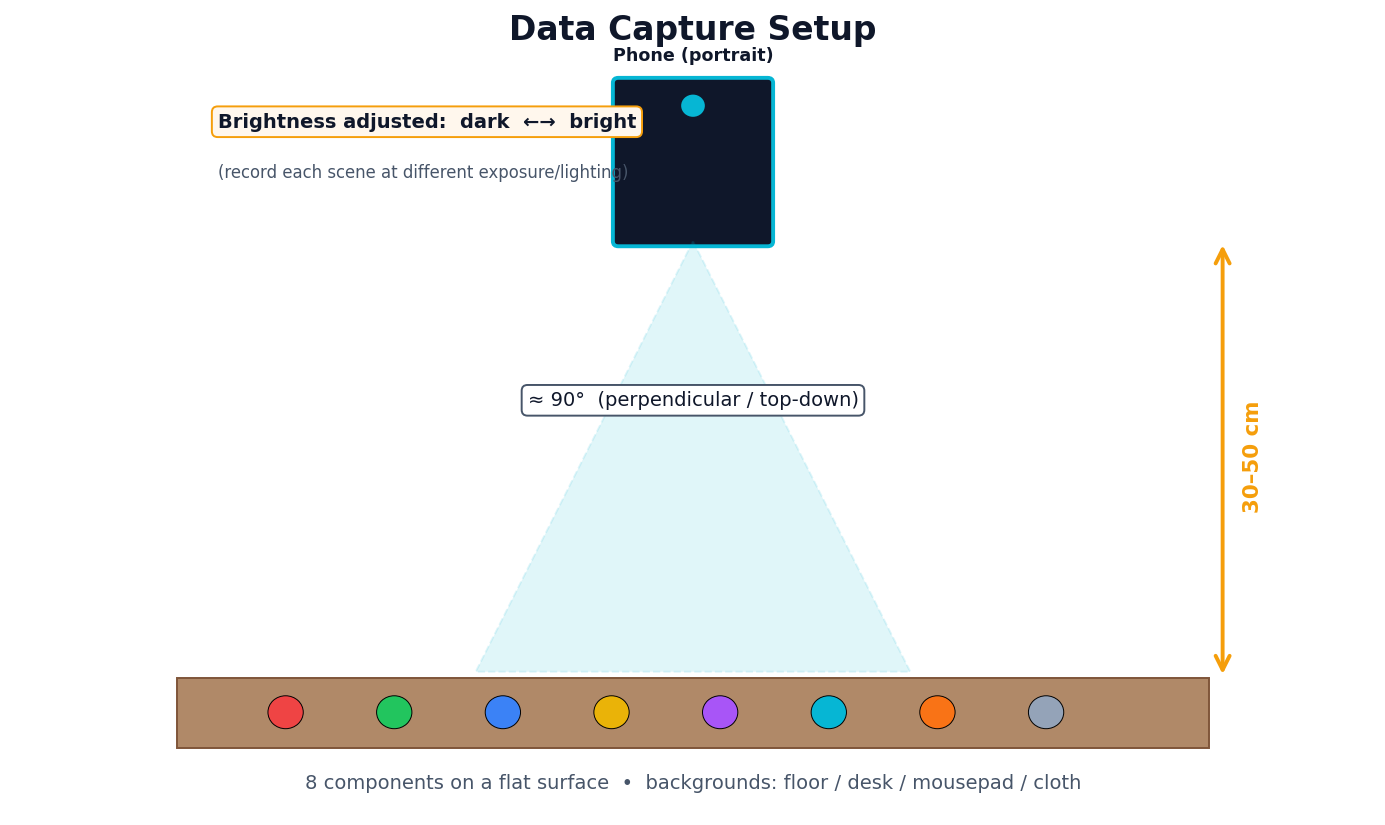 Data Capture Setup
Phone (portrait)
Brightness adjusted:  dark  ←→  bright
(record each scene at different exposure/lighting)
≈ 90°  (perpendicular / top-down)
30–50 cm
8 components on a flat surface  •  backgrounds: floor / desk / mousepad / cloth